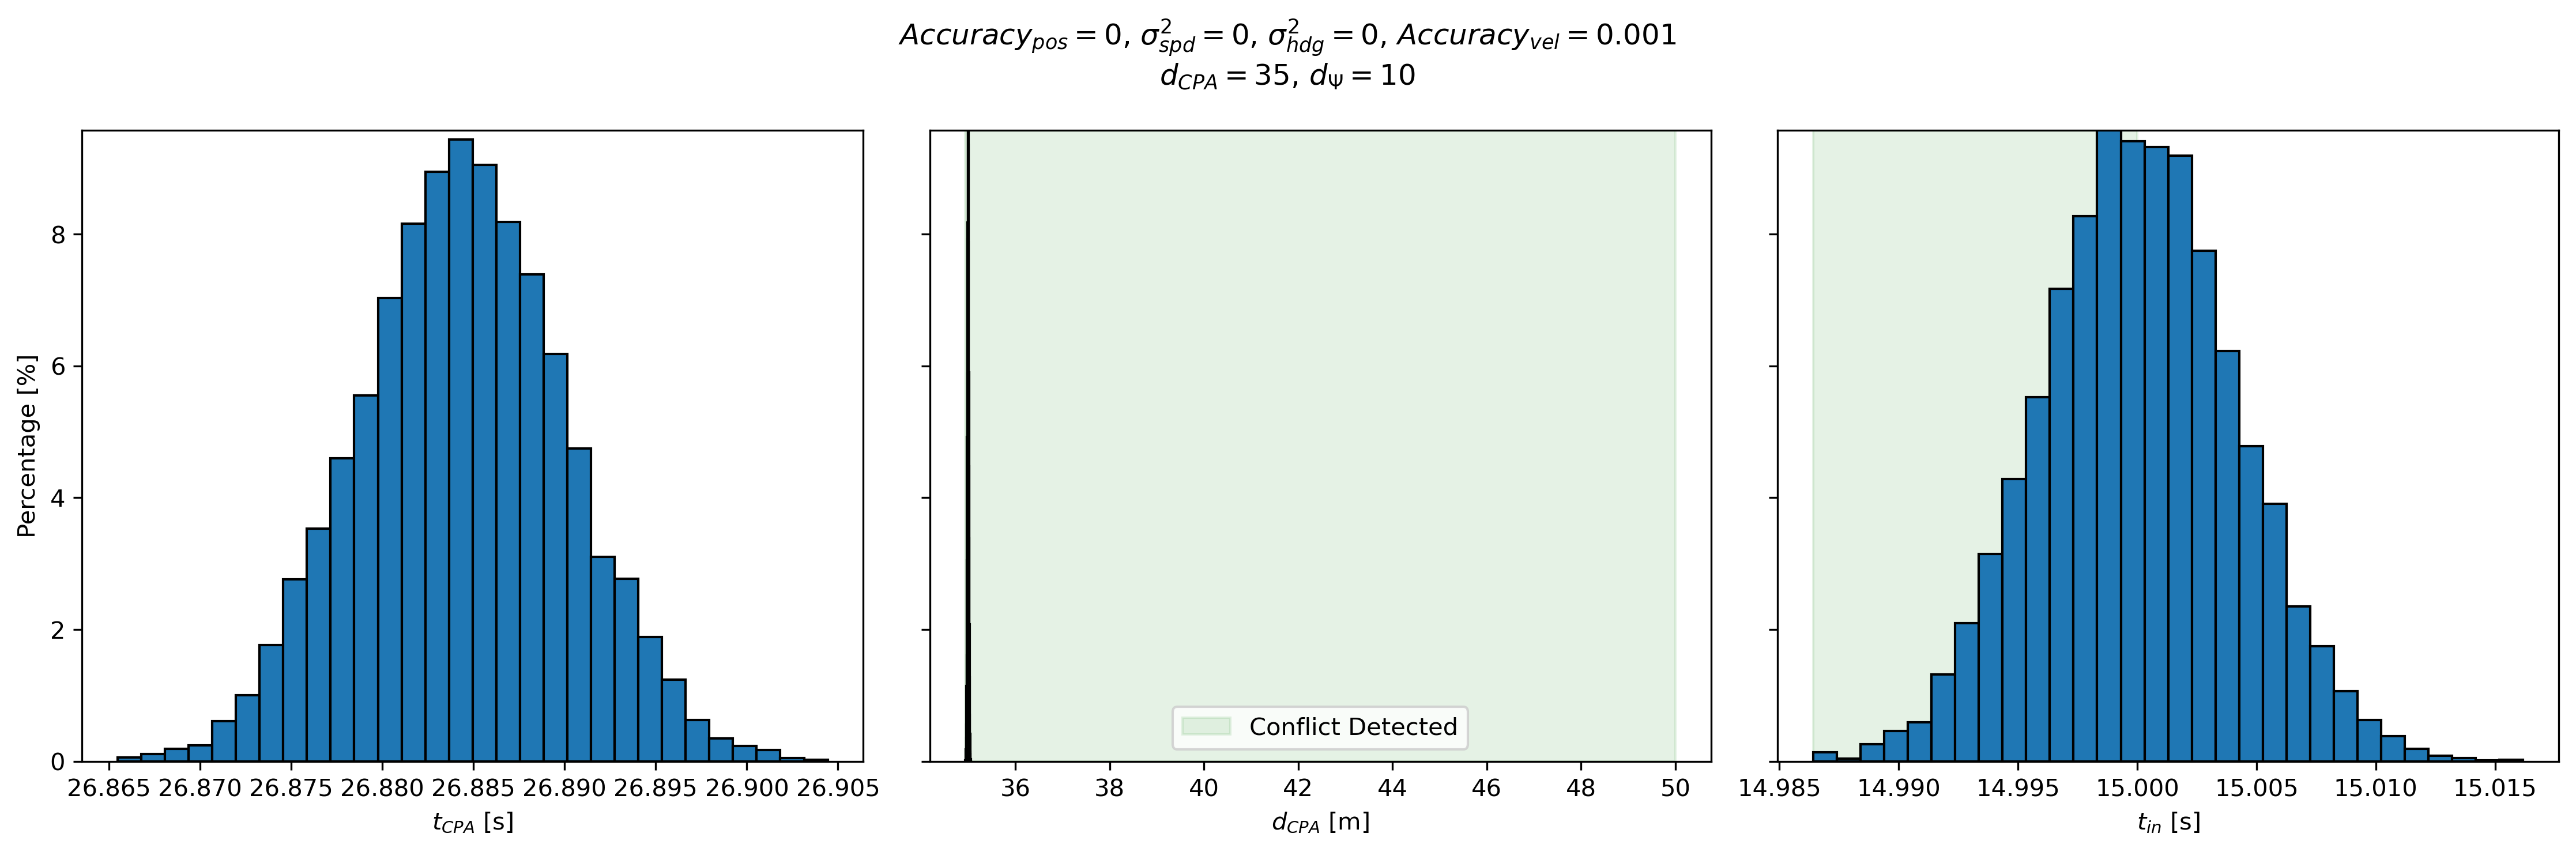 Accuracy_pos = 0, σ²_spd = 0, σ²_hdg = 0, Accuracy_vel = 0.001
d_CPA = 35, d_Ψ = 10
Percentage [%]
8
6
4
2
0
26.865 26.870 26.875 26.880 26.885 26.890 26.895 26.900 26.905
t_CPA [s]
Conflict Detected
36 38 40 42 44 46 48 50
d_CPA [m]
14.985 14.990 14.995 15.000 15.005 15.010 15.015
t_in [s]